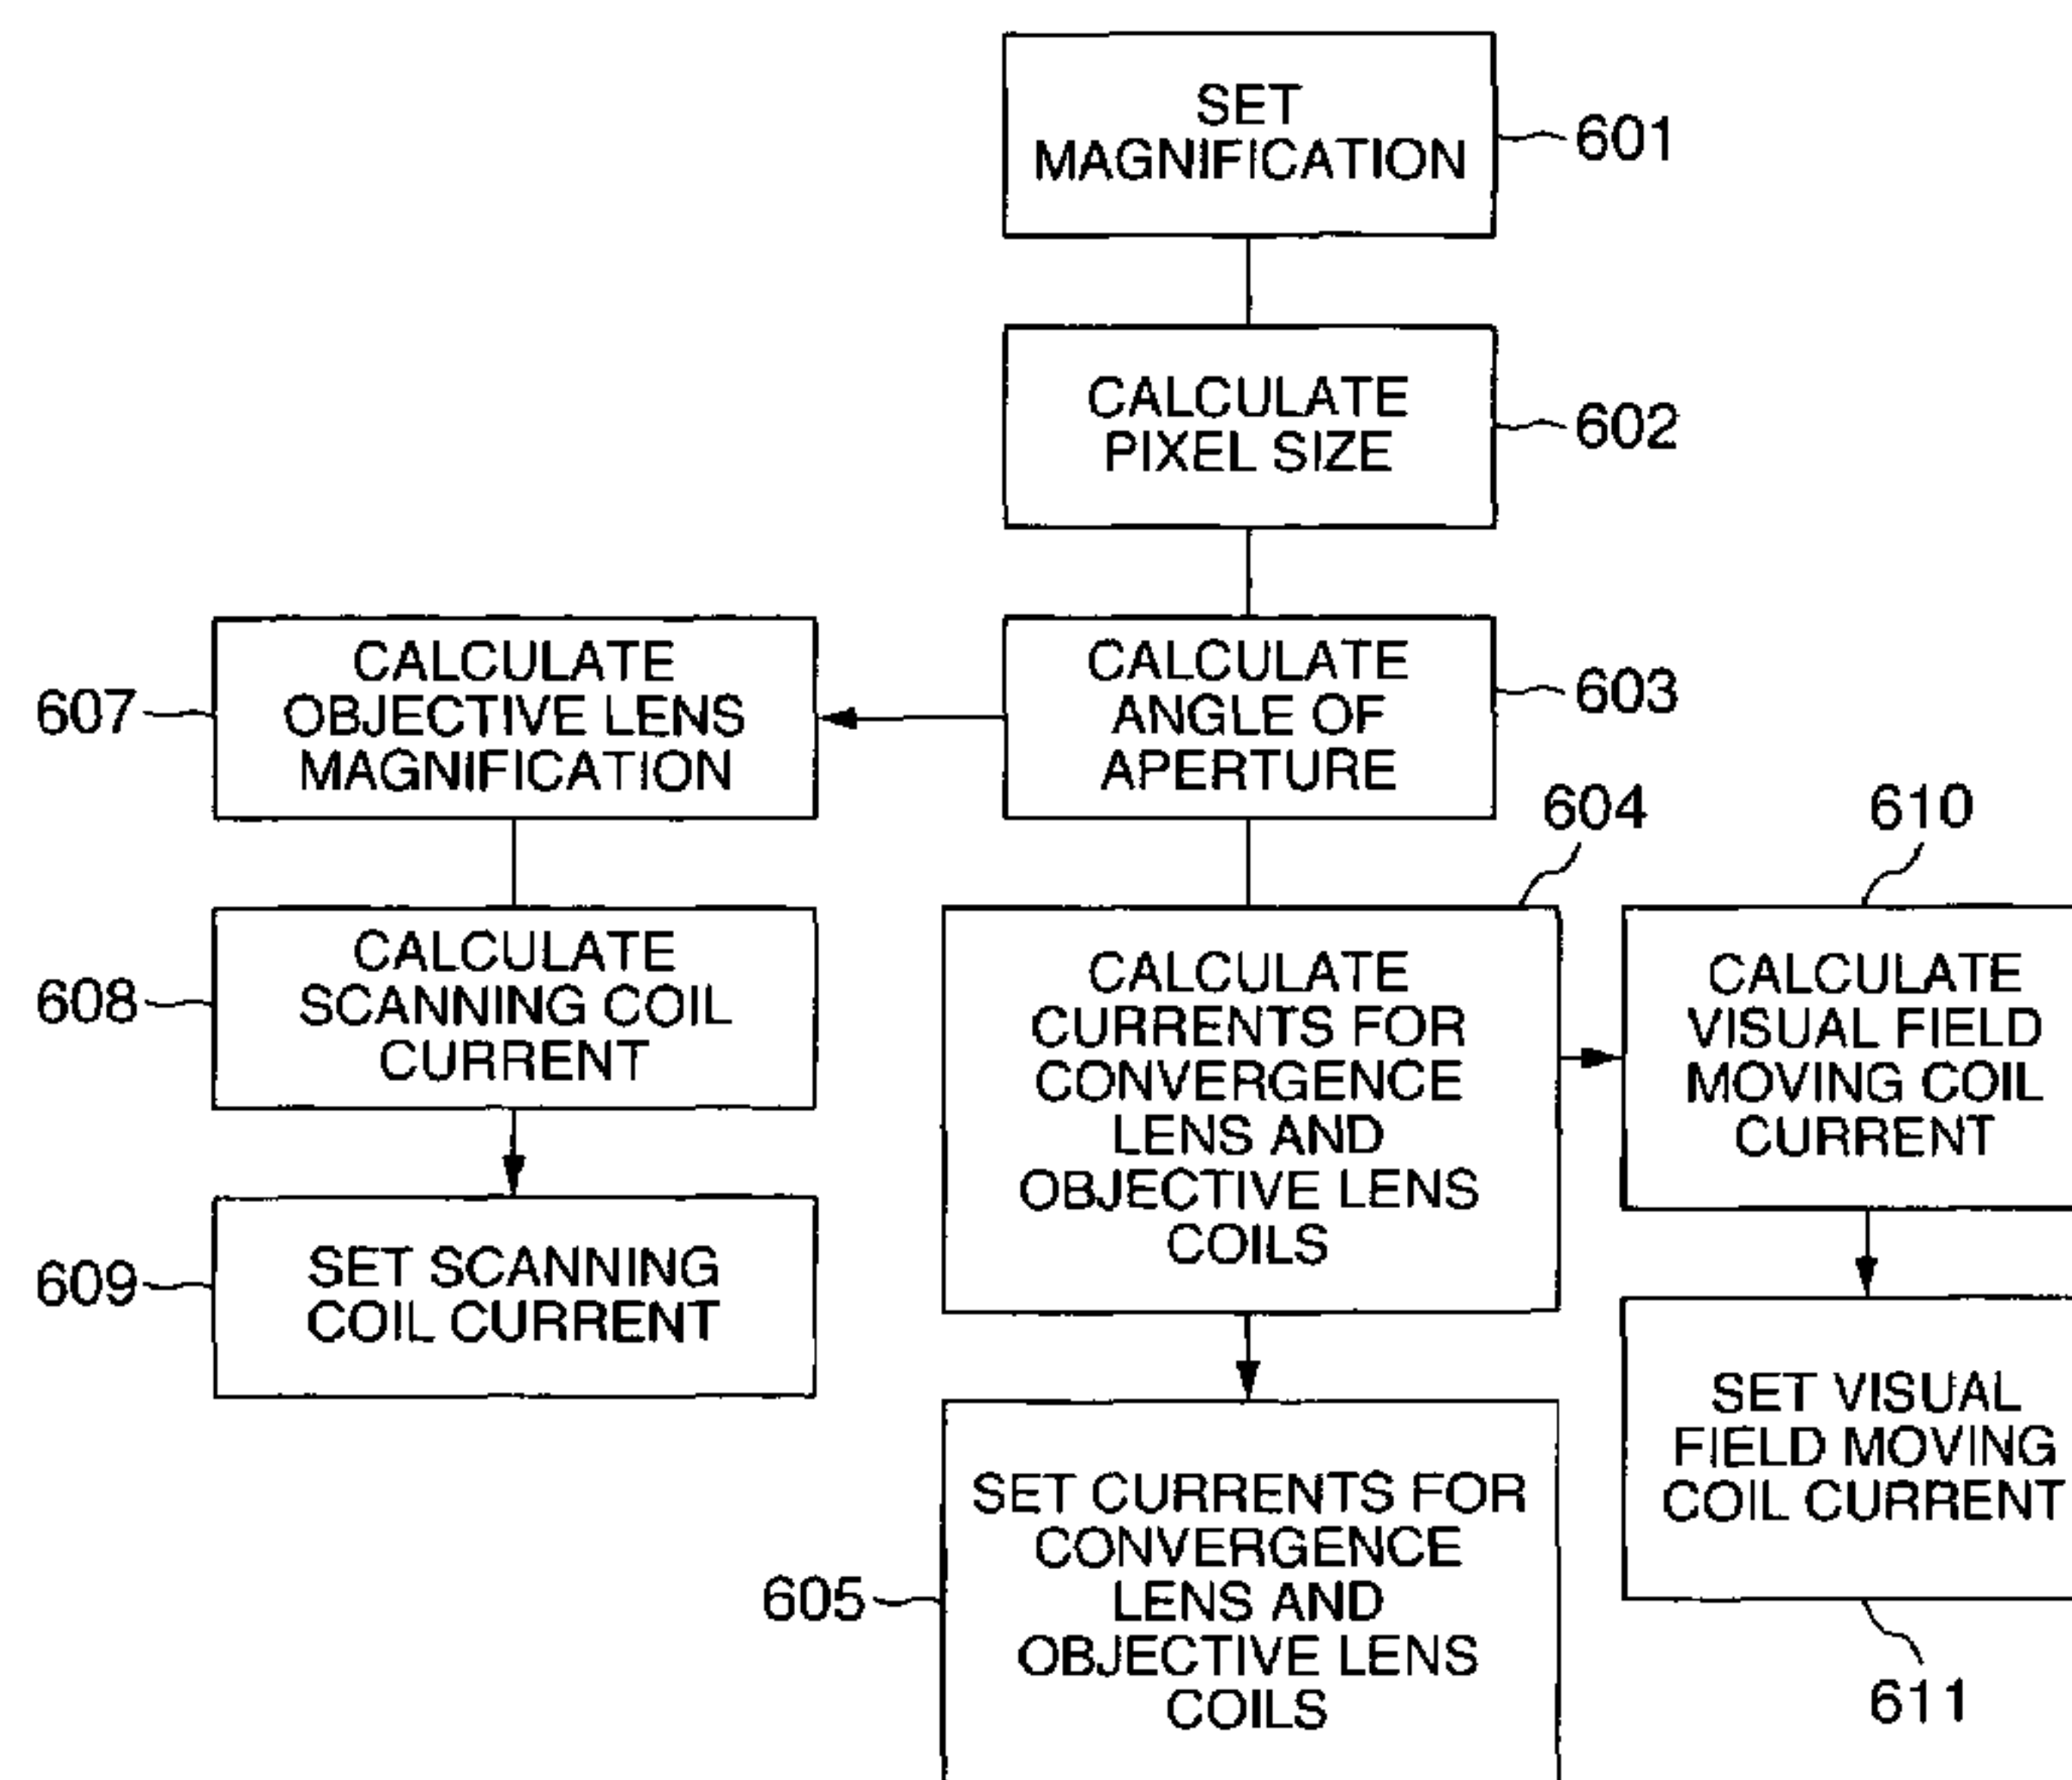 SET
MAGNIFICATION
601
CALCULATE
PIXEL SIZE
602
CALCULATE
OBJECTIVE LENS
MAGNIFICATION
607
CALCULATE
ANGLE OF
APERTURE
603
604
610
CALCULATE
SCANNING COIL
CURRENT
608
CALCULATE
CURRENTS FOR
CONVERGENCE
LENS AND
OBJECTIVE LENS
COILS
CALCULATE
VISUAL FIELD
MOVING COIL
CURRENT
609
SET SCANNING
COIL CURRENT
605
SET CURRENTS FOR
CONVERGENCE
LENS AND
OBJECTIVE LENS
COILS
SET VISUAL
FIELD MOVING
COIL CURRENT
611